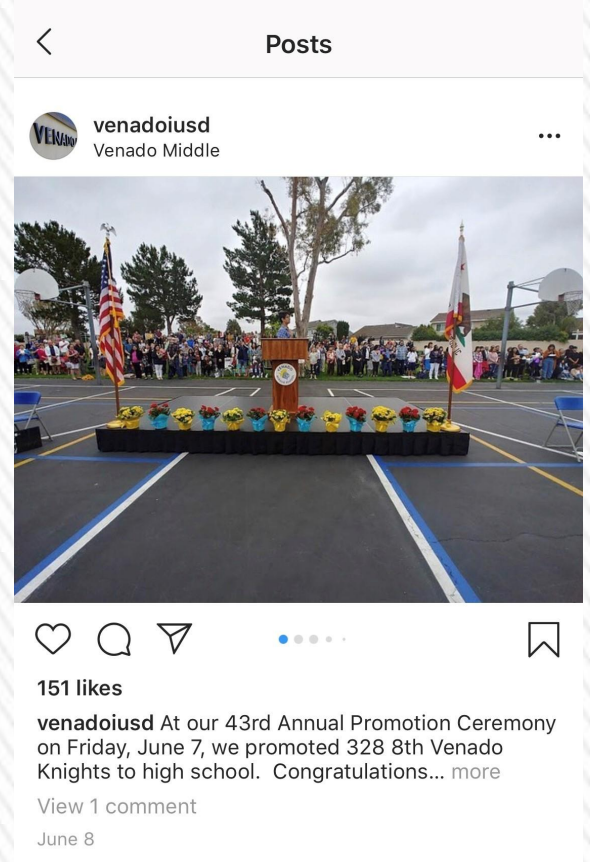 Posts
VENADO
venadoiusd
Venado Middle
151 likes
venadoiusd At our 43rd Annual Promotion Ceremony
on Friday, June 7, we promoted 328 8th Venado
Knights to high school.  Congratulations... more
View 1 comment
June 8